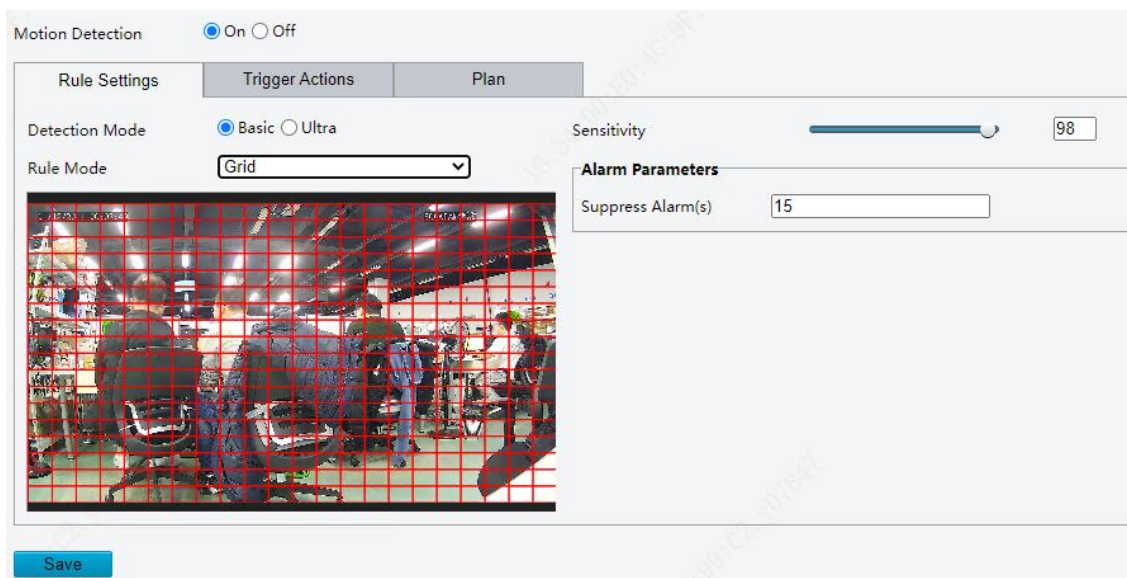 Motion Detection On Off
Rule Settings Trigger Actions Plan
Detection Mode Basic Ultra
Sensitivity 98
Rule Mode Grid
Alarm Parameters
Suppress Alarm(s) 15
Save